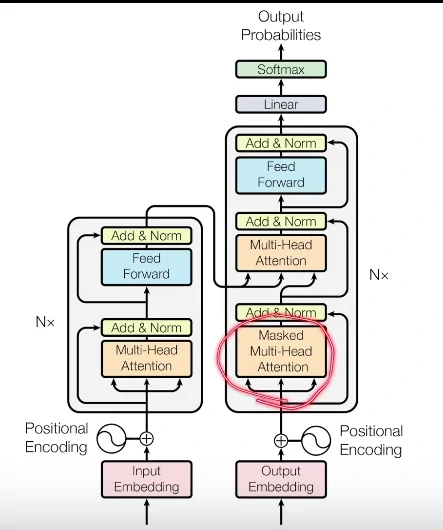 Output
Probabilities
Softmax
Linear
Add & Norm
Feed
Forward
Add & Norm
Multi-Head
Attention
N×
Add & Norm
Masked
Multi-Head
Attention
Positional
Encoding
Output
Embedding
Add & Norm
Feed
Forward
N×
Add & Norm
Multi-Head
Attention
Positional
Encoding
Input
Embedding